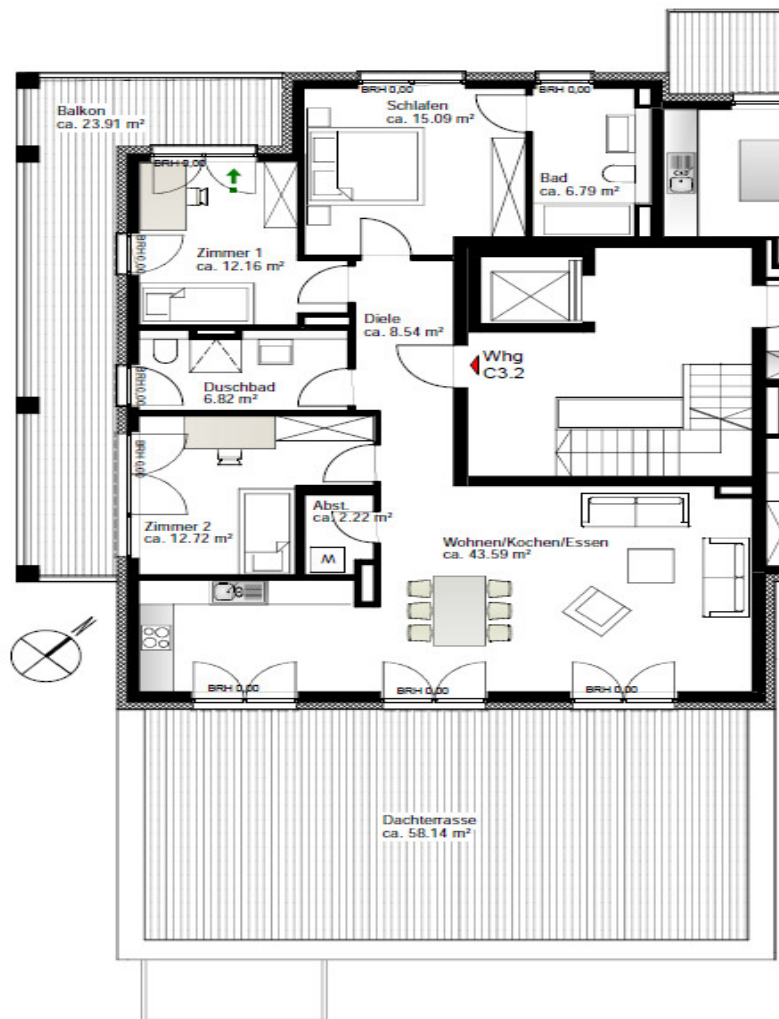 BRH 0,00
BRH 0,00
Schlafen
ca. 15.09 m²
Balkon
ca. 23.91 m²
BRH 0,00
Bad
ca. 6.79 m²
BRH 0,00
Zimmer 1
ca. 12.16 m²
Diele
ca. 8.54 m²
Whg
C3.2
BRH 0,00
Duschbad
6.82 m²
BRH 0,00
Zimmer 2
ca. 12.72 m²
Abst.
ca. 2.22 m²
W
Wohnen/Kochen/Essen
ca. 43.59 m²
N
BRH 0,00
BRH 0,00
BRH 0,00
Dachterrasse
ca. 58.14 m²